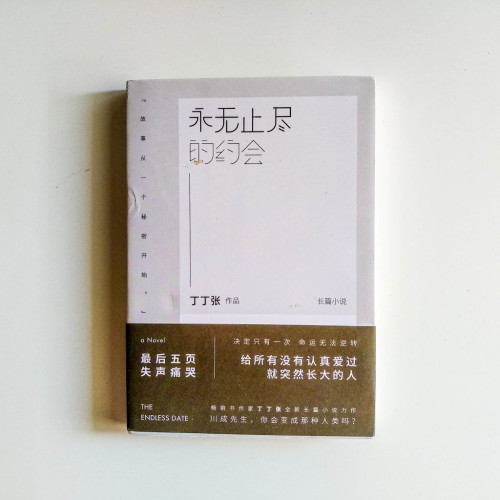 永无止尽
的约会
「故事从一个秘密开始。」
丁丁张 作品
长篇小说
a Novel
最后五页
失声痛哭
THE
ENDLESS DATE
决定只有一次 命运无法逆转
给所有没有认真爱过
就突然长大的人
畅销书作家丁丁张全新长篇小说力作
川成先生，你会变成那种人类吗？